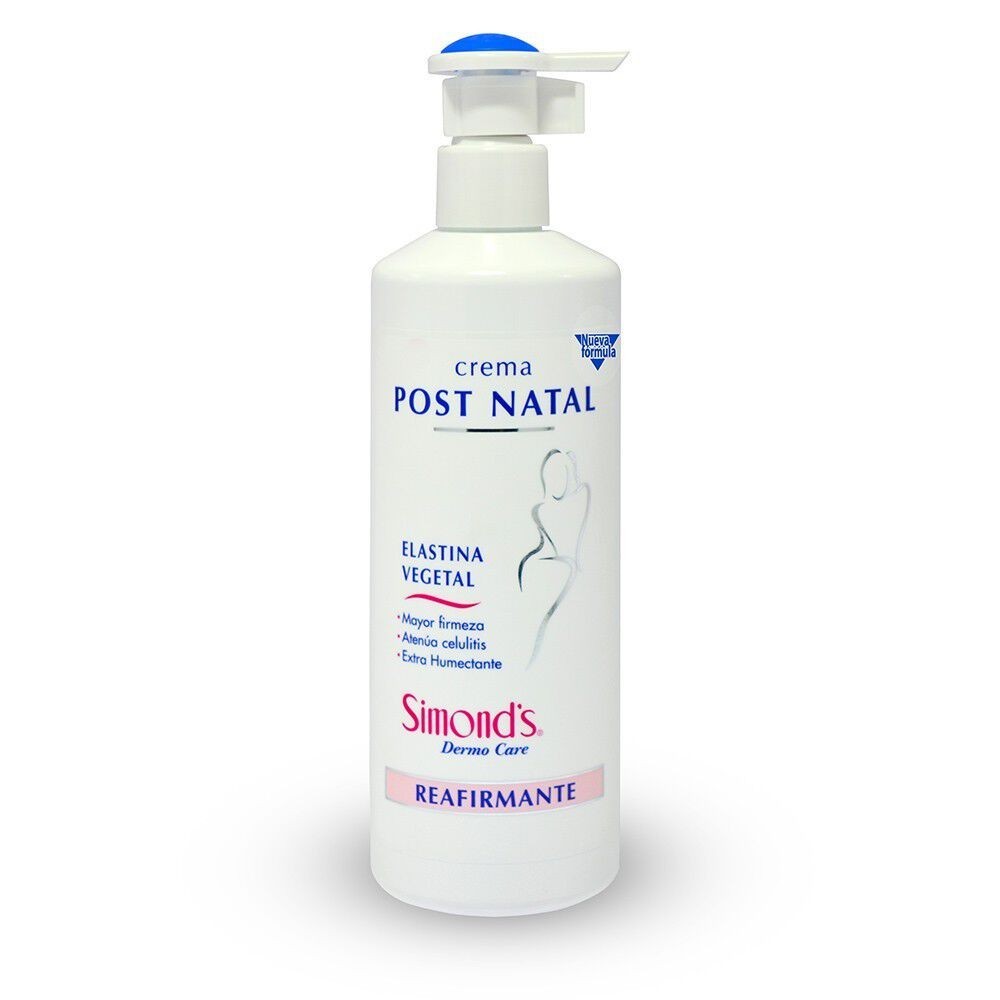 Nueva
fórmula
crema
POST NATAL
ELASTINA
VEGETAL
• Mayor firmeza
• Atenúa celulitis
• Extra Humectante
Simond's®
Dermo Care
REAFIRMANTE